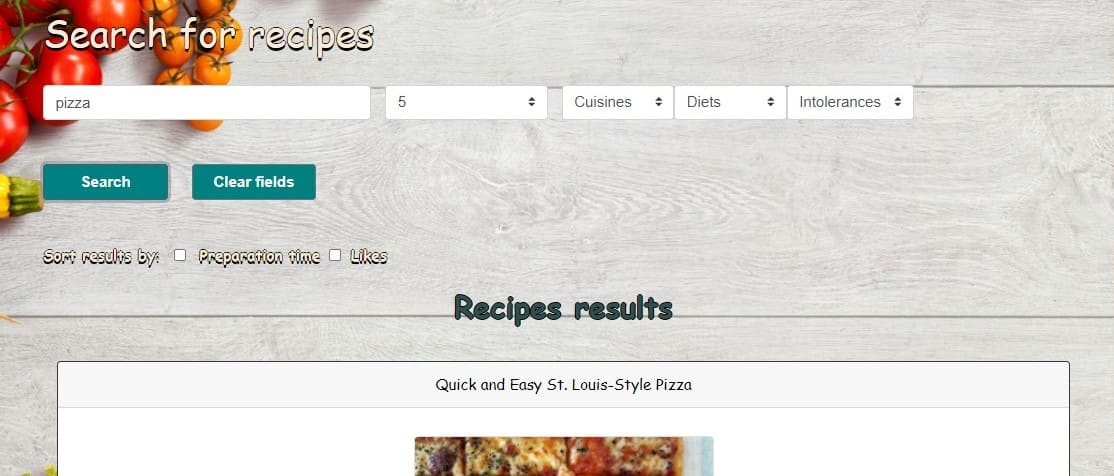 Search for recipes
pizza 5 Cuisines Diets Intolerances
Search Clear fields
Sort results by: Preparation time Likes
Recipes results
Quick and Easy St. Louis-Style Pizza